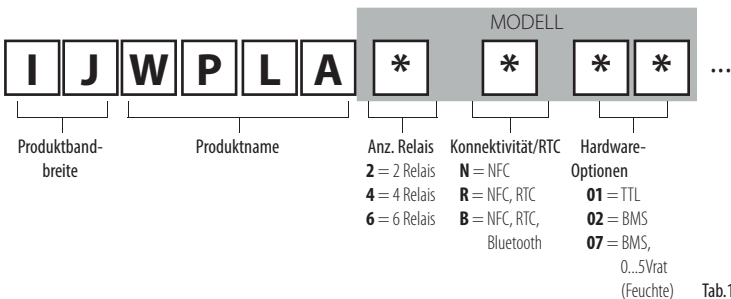 MODELL
I J W P L A * * * * ...
Produktband- Produktname Anz. Relais Konnektivität/RTC Hardware-
breite 2 = 2 Relais N = NFC Optionen
4 = 4 Relais R = NFC, RTC 01 = TTL
6 = 6 Relais B = NFC, RTC, 02 = BMS
Bluetooth 07 = BMS,
0...5Vrat
(Feuchte) Tab.1